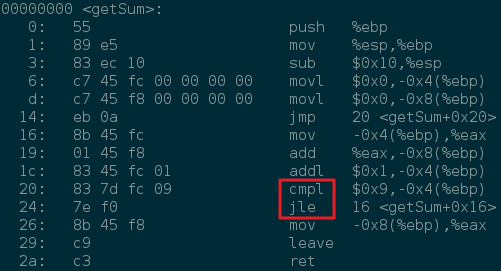 00000000 <getSum>:
0: 55 push %ebp
1: 89 e5 mov %esp,%ebp
3: 83 ec 10 sub $0x10,%esp
6: c7 45 fc 00 00 00 00 movl $0x0,-0x4(%ebp)
d: c7 45 f8 00 00 00 00 movl $0x0,-0x8(%ebp)
14: eb 0a jmp 20 <getSum+0x20>
16: 8b 45 fc mov -0x4(%ebp),%eax
19: 01 45 f8 add %eax,-0x8(%ebp)
1c: 83 45 fc 01 addl $0x1,-0x4(%ebp)
20: 83 7d fc 09 cmpl $0x9,-0x4(%ebp)
24: 7e f0 jle 16 <getSum+0x16>
26: 8b 45 f8 mov -0x8(%ebp),%eax
29: c9 leave
2a: c3 ret